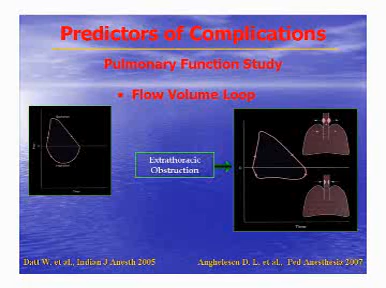 Predictors of Complications
Pulmonary Function Study
• Flow Volume Loop
Extrathoracic
Obstruction
Datt W. et al., Indian J Anesth 2005
Anghelescu D. L. et al., Ped Anesthesia 2007